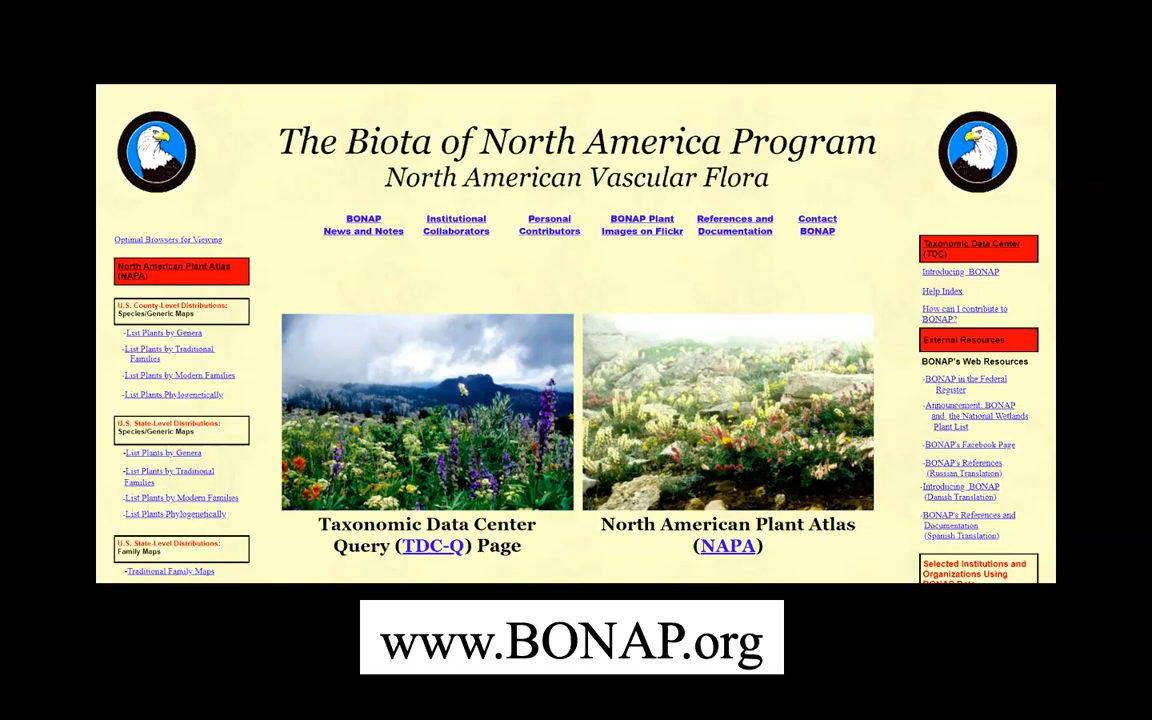 The Biota of North America Program
North American Vascular Flora
BONAP
News and Notes
Institutional
Collaborators
Personal
Contributors
BONAP Plant
Images on Flickr
References and
Documentation
Contact
BONAP
Optimal Browsers for Viewing
North American Plant Atlas
(NAPA)
U.S. County-Level Distributions:
Species/Generic Maps
-List Plants by Genera
-List Plants by Traditional
Families
-List Plants by Modern Families
-List Plants Phylogenetically
U.S. State-Level Distributions:
Species/Generic Maps
-List Plants by Genera
-List Plants by Traditional
Families
-List Plants by Modern Families
-List Plants Phylogenetically
U.S. State-Level Distributions:
Family Maps
-Traditional Family Maps
Taxonomic Data Center
Query (TDC-Q) Page
North American Plant Atlas
(NAPA)
Taxonomic Data Center
(TDC)
Introducing BONAP
Help Index
How can I contribute to
BONAP?
External Resources
BONAP's Web Resources
-BONAP in the Federal
Register
-Announcement: BONAP
and the National Wetlands
Plant List
-BONAP's Facebook Page
-BONAP's References
(Russian Translation)
-Introducing BONAP
(Danish Translation)
-BONAP's References and
Documentation
(Spanish Translation)
Selected Institutions and
Organizations Using
BONAP Data
www.BONAP.org